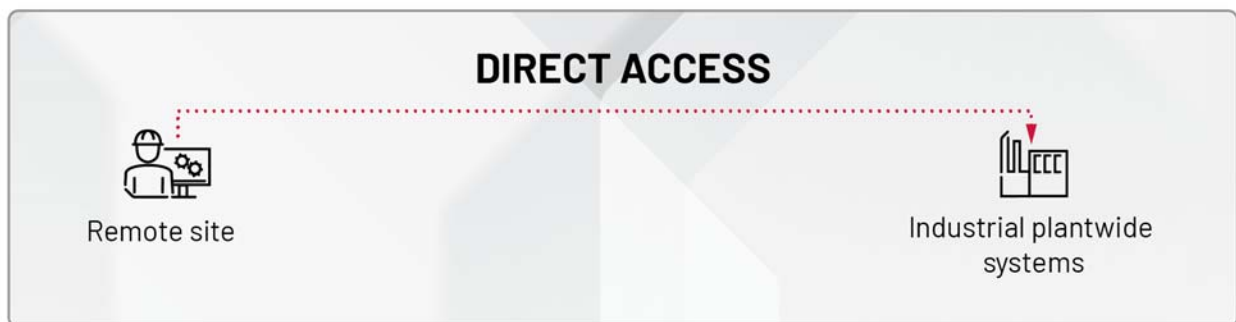 DIRECT ACCESS
Remote site
Industrial plantwide
systems